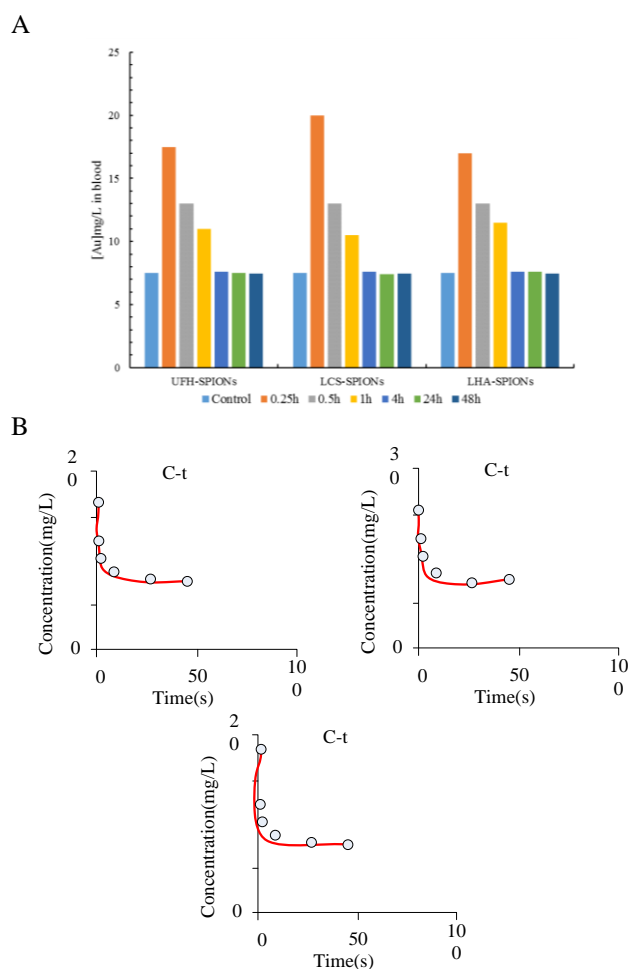 A
25
20
15
10
5
0
[Au]mg/L in blood
UFH-SPIONs LCS-SPIONs LHA-SPIONs
Control 0.25h 0.5h 1h 4h 24h 48h
B
2
0
C-t
Concentration(mg/L)
0
0 50 10
0
Time(s)
3
0
C-t
Concentration(mg/L)
0
0 50 10
0
Time(s)
2
0
C-t
Concentration(mg/L)
0
0 50 10
0
Time(s)